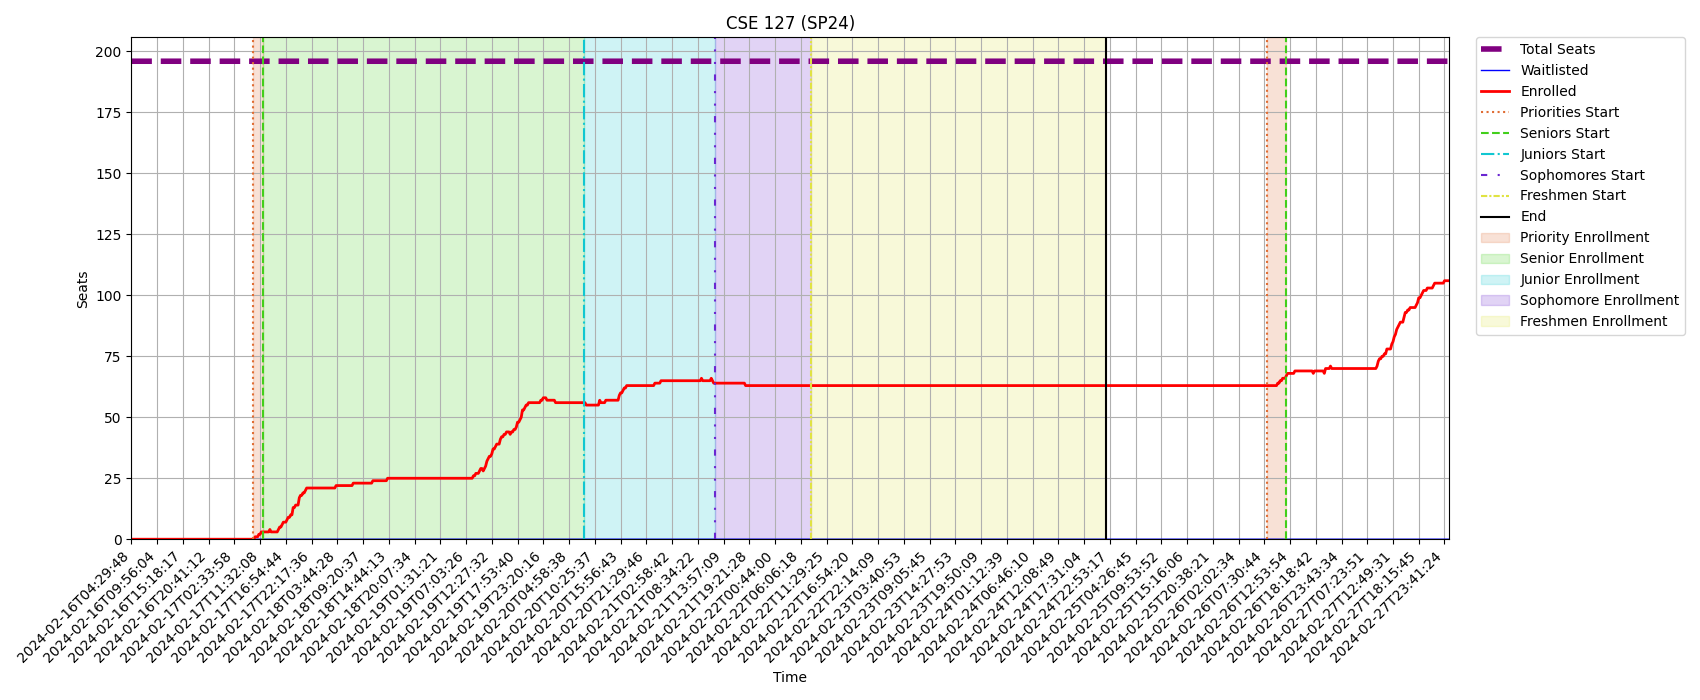 CSE 127 (SP24)
200
175
150
125
100
75
50
25
0
Seats
2024-02-16T04:29:48
2024-02-16T09:56:04
2024-02-16T15:18:17
2024-02-16T20:41:12
2024-02-17T02:33:58
2024-02-17T11:32:08
2024-02-17T16:54:44
2024-02-17T22:17:36
2024-02-18T03:44:28
2024-02-18T09:20:37
2024-02-18T14:44:13
2024-02-18T20:07:34
2024-02-19T01:31:21
2024-02-19T07:03:26
2024-02-19T12:27:32
2024-02-19T17:53:40
2024-02-19T23:20:16
2024-02-20T04:58:38
2024-02-20T10:25:37
2024-02-20T15:56:43
2024-02-20T21:29:46
2024-02-21T02:58:42
2024-02-21T08:34:22
2024-02-21T13:57:09
2024-02-21T19:21:28
2024-02-22T00:44:00
2024-02-22T06:06:18
2024-02-22T11:29:25
2024-02-22T16:54:20
2024-02-22T22:14:09
2024-02-23T03:40:53
2024-02-23T09:05:45
2024-02-23T14:27:53
2024-02-23T19:50:09
2024-02-24T01:12:39
2024-02-24T06:46:10
2024-02-24T12:08:49
2024-02-24T17:31:04
2024-02-24T22:53:17
2024-02-25T04:26:45
2024-02-25T09:53:52
2024-02-25T15:16:06
2024-02-25T20:38:21
2024-02-26T02:02:34
2024-02-26T07:30:44
2024-02-26T12:53:54
2024-02-26T18:18:42
2024-02-26T23:43:34
2024-02-27T07:23:51
2024-02-27T12:49:31
2024-02-27T18:15:45
2024-02-27T23:41:24
Time
Total Seats
Waitlisted
Enrolled
Priorities Start
Seniors Start
Juniors Start
Sophomores Start
Freshmen Start
End
Priority Enrollment
Senior Enrollment
Junior Enrollment
Sophomore Enrollment
Freshmen Enrollment